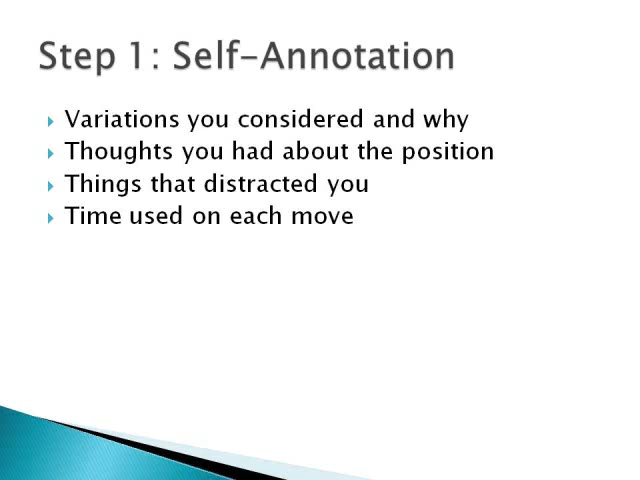 Step 1: Self-Annotation
Variations you considered and why
Thoughts you had about the position
Things that distracted you
Time used on each move